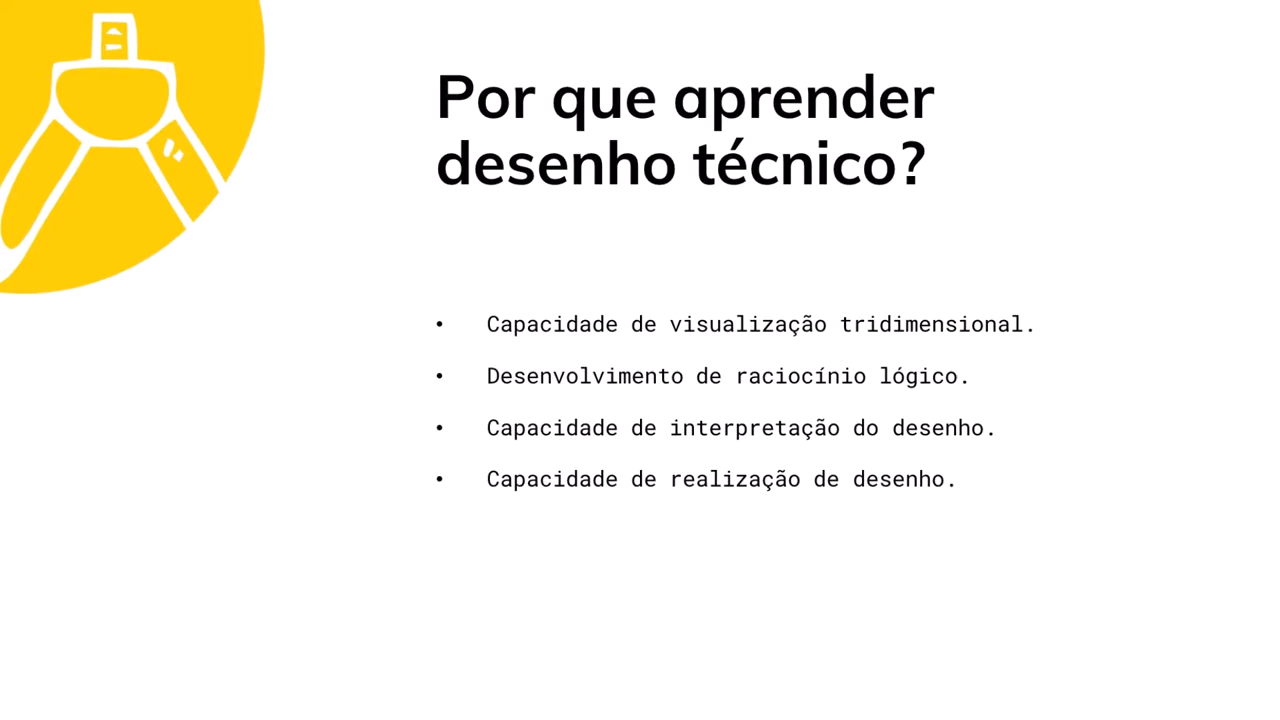 Por que aprender
desenho técnico?
• Capacidade de visualização tridimensional.
• Desenvolvimento de raciocínio lógico.
• Capacidade de interpretação do desenho.
• Capacidade de realização de desenho.